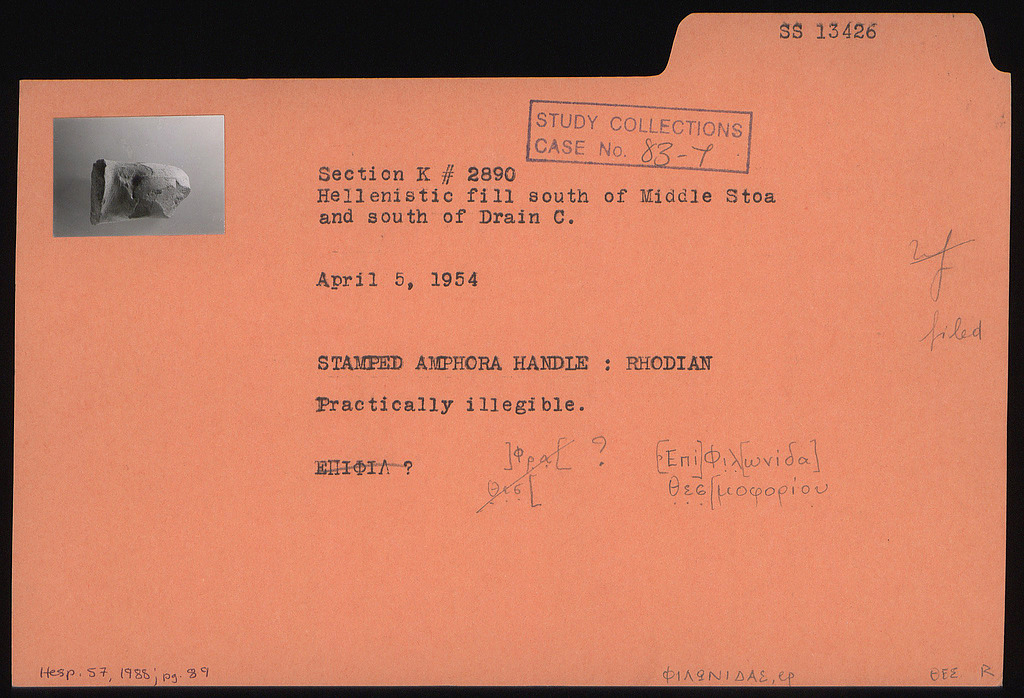 SS 13426
STUDY COLLECTIONS
CASE No. 83-7
Section K # 2890
Hellenistic fill south of Middle Stoa
and south of Drain C.
April 5, 1954
filed
STAMPED AMPHORA HANDLE : RHODIAN
Practically illegible.
ΕΠΙΦΙΛ ?
]Φρα[ ?
θεσ[
[Επι]Φιλ[ωνίδα]
θεσ[μοφορίου
Hesp. 57, 1988, pg. 89
ΦΙΛΩΝΙΔΑΣ, ep
ΘΕΣ R